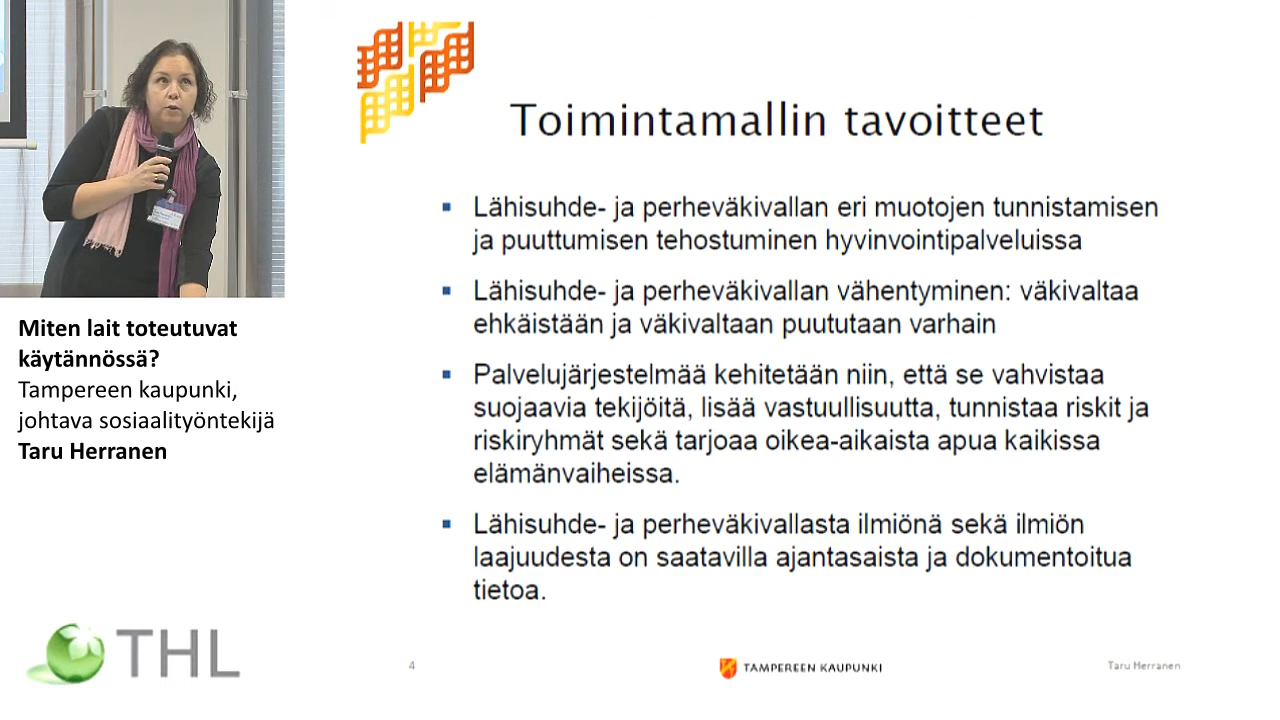 Toimintamallin tavoitteet
▪ Lähisuhde- ja perheväkivallan eri muotojen tunnistamisen
ja puuttumisen tehostuminen hyvinvointipalveluissa
▪ Lähisuhde- ja perheväkivallan vähentyminen: väkivaltaa
ehkäistään ja väkivaltaan puututaan varhain
▪ Palvelujärjestelmää kehitetään niin, että se vahvistaa
suojaavia tekijöitä, lisää vastuullisuutta, tunnistaa riskit ja
riskiryhmät sekä tarjoaa oikea-aikaista apua kaikissa
elämänvaiheissa.
▪ Lähisuhde- ja perheväkivallasta ilmiönä sekä ilmiön
laajuudesta on saatavilla ajantasaista ja dokumentoitua
tietoa.
Miten lait toteutuvat
käytännössä?
Tampereen kaupunki,
johtava sosiaalityöntekijä
Taru Herranen
THL
4
TAMPEREEN KAUPUNKI
Taru Herranen